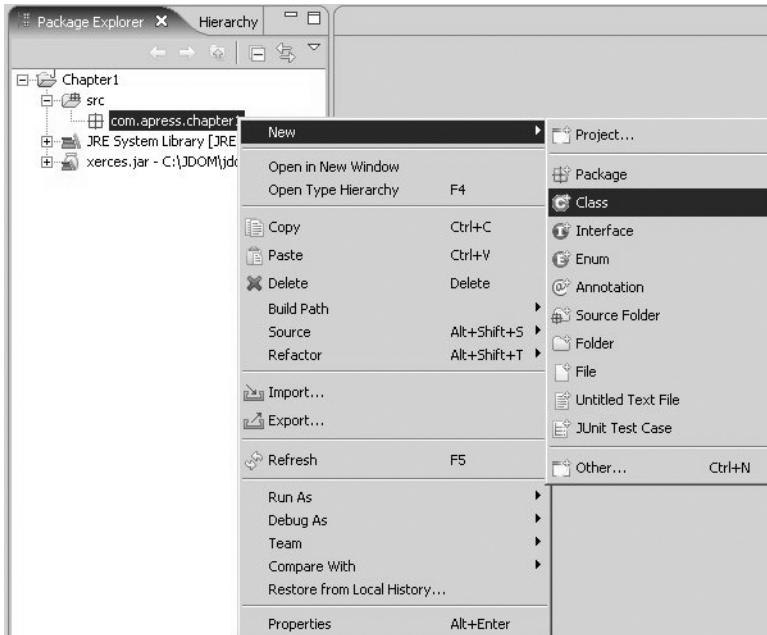 Package Explorer
Hierarchy
Chapter1
src
com.apress.chapter1
JRE System Library [JRE
xerces.jar - C:\JDOM\jdo
New
Open in New Window
Open Type Hierarchy F4
Copy Ctrl+C
Paste Ctrl+V
Delete Delete
Build Path
Source Alt+Shift+S
Refactor Alt+Shift+T
Import...
Export...
Refresh F5
Run As
Debug As
Team
Compare With
Restore from Local History...
Properties Alt+Enter
Project...
Package
Class
Interface
Enum
Annotation
Source Folder
Folder
File
Untitled Text File
JUnit Test Case
Other... Ctrl+N